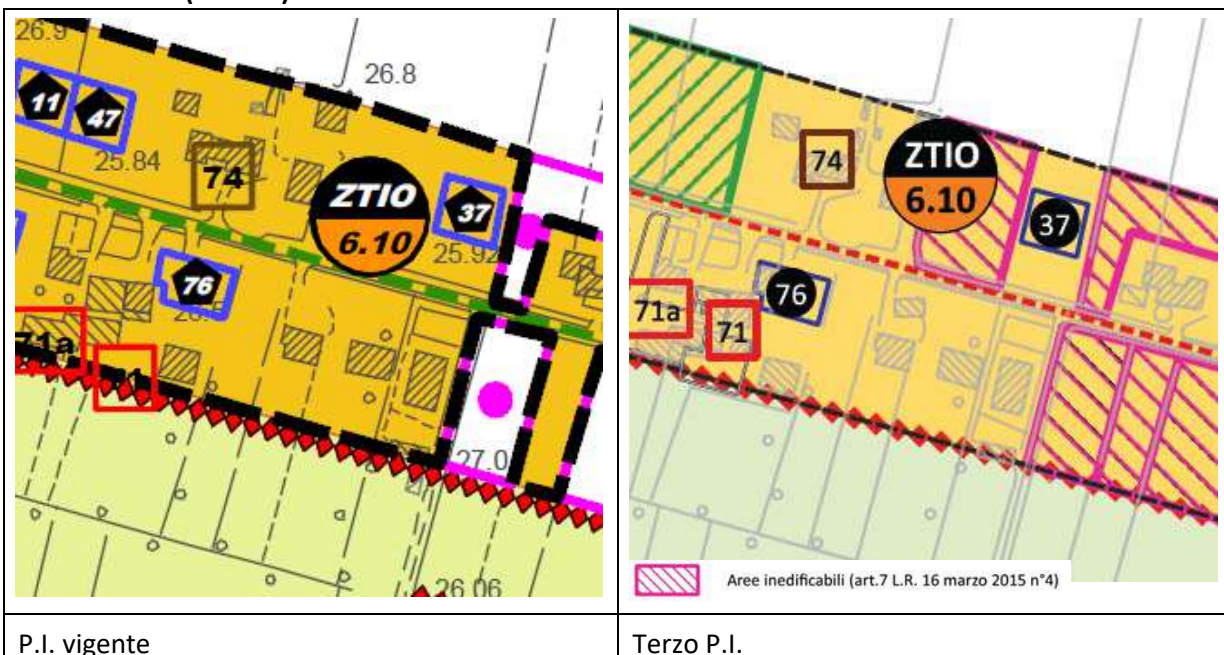 26.9
26.8
11
47
25.84
74
ZTIO
6.10
37
25.92
76
71a
27.0
26.06
74
ZTIO
6.10
37
76
71a
71
Aree inedificabili (art.7 L.R. 16 marzo 2015 n°4)
P.I. vigente
Terzo P.I.